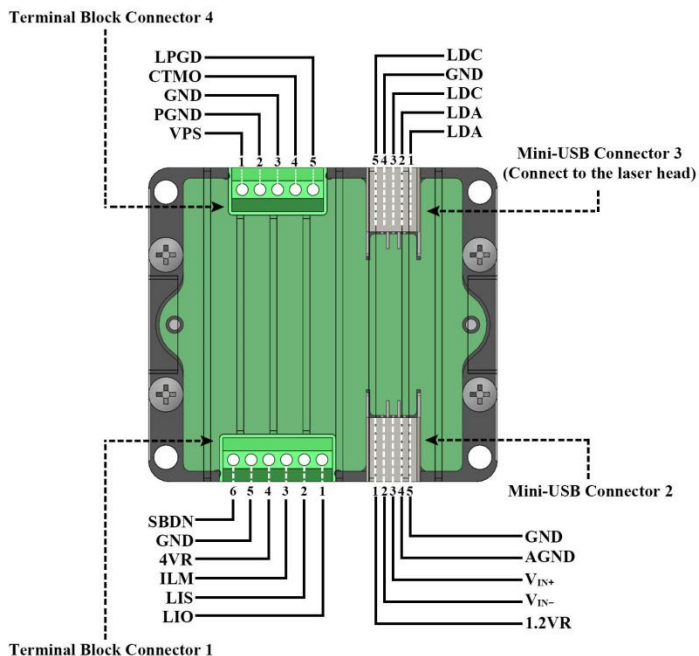 Terminal Block Connector 4
LPGD
CTMO
GND
PGND
VPS
1 2 3 4 5
LDC
GND
LDC
LDA
LDA
5 4 3 2 1
Mini-USB Connector 3
(Connect to the laser head)
6 5 4 3 2 1
SBDN
GND
4VR
ILM
LIS
LIO
Terminal Block Connector 1
1 2 3 4 5
Mini-USB Connector 2
GND
AGND
VIN+
VIN−
1.2VR